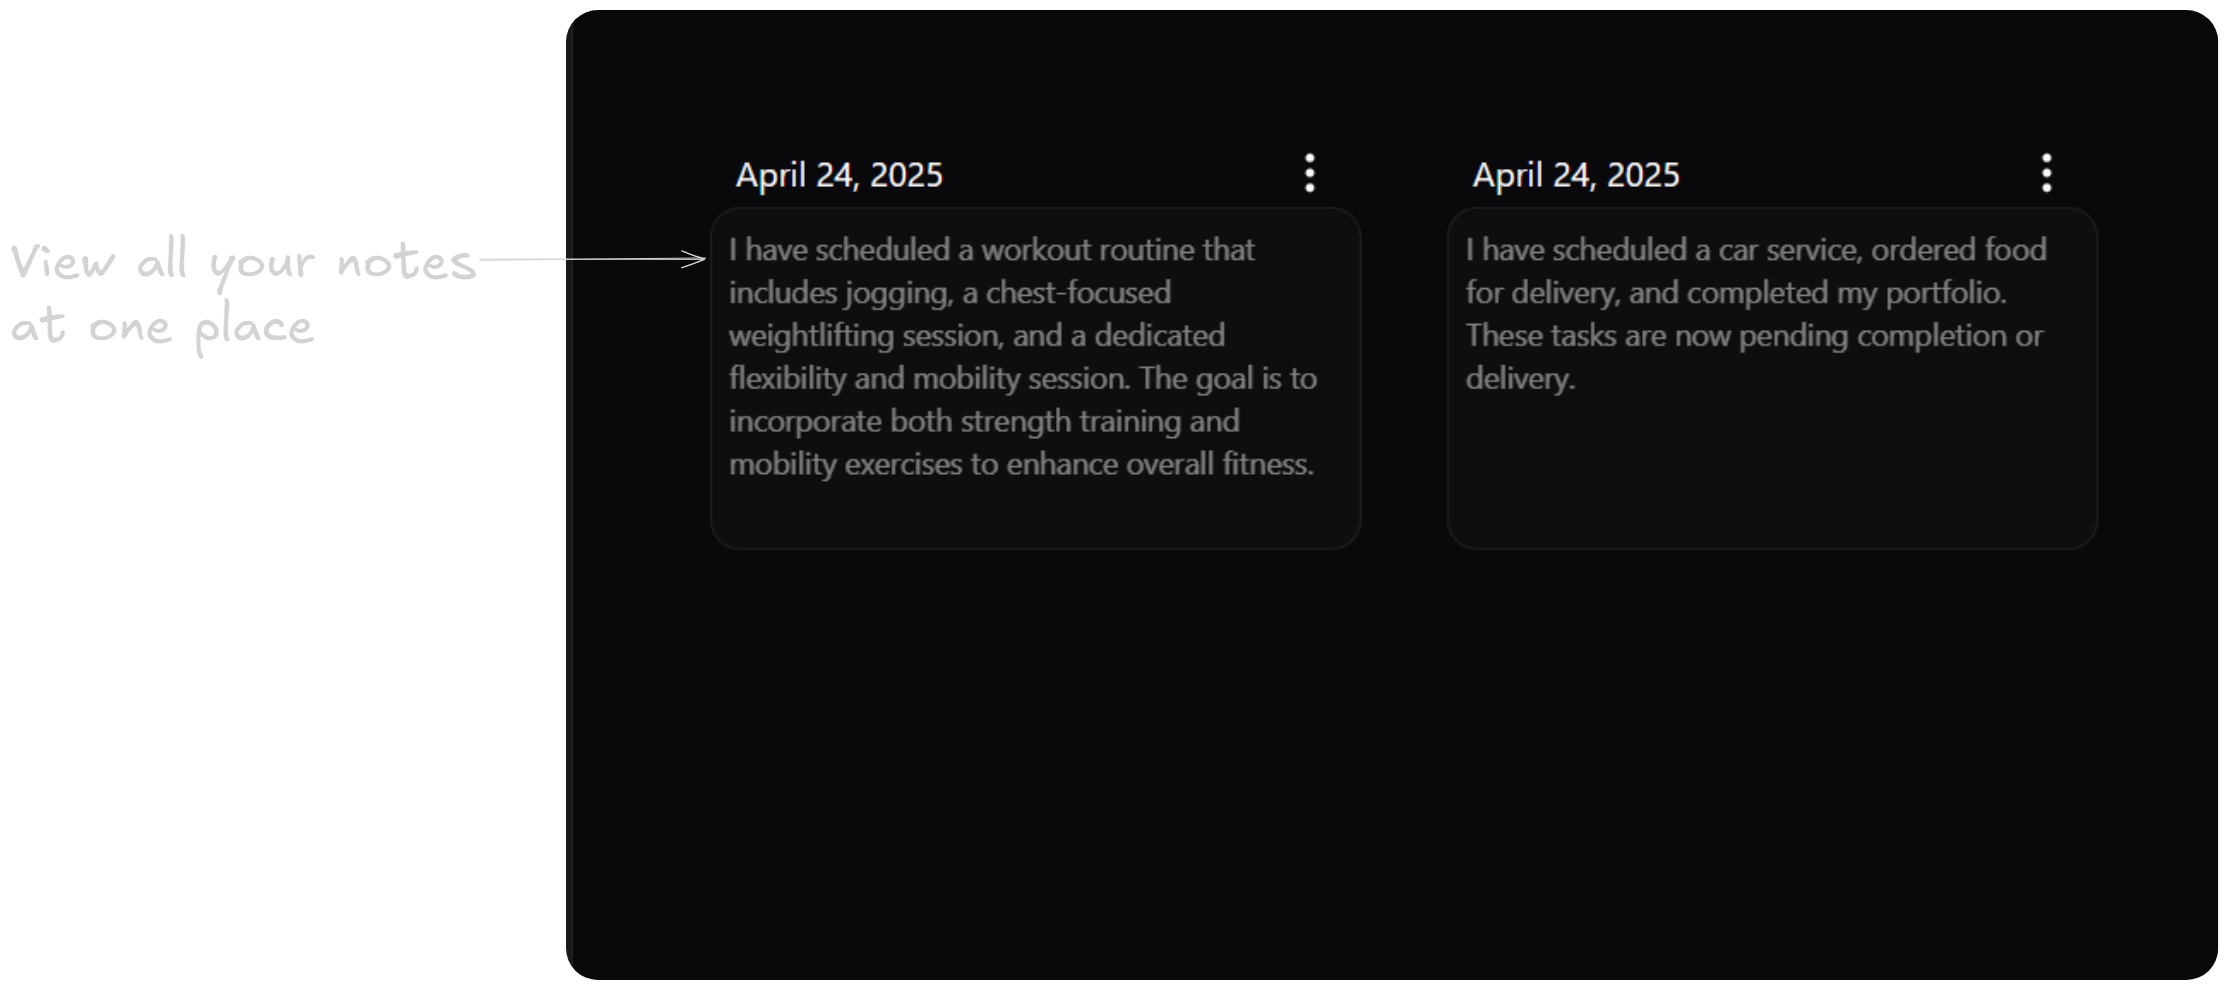 View all your notes
at one place
April 24, 2025
I have scheduled a workout routine that
includes jogging, a chest-focused
weightlifting session, and a dedicated
flexibility and mobility session. The goal is to
incorporate both strength training and
mobility exercises to enhance overall fitness.
April 24, 2025
I have scheduled a car service, ordered food
for delivery, and completed my portfolio.
These tasks are now pending completion or
delivery.